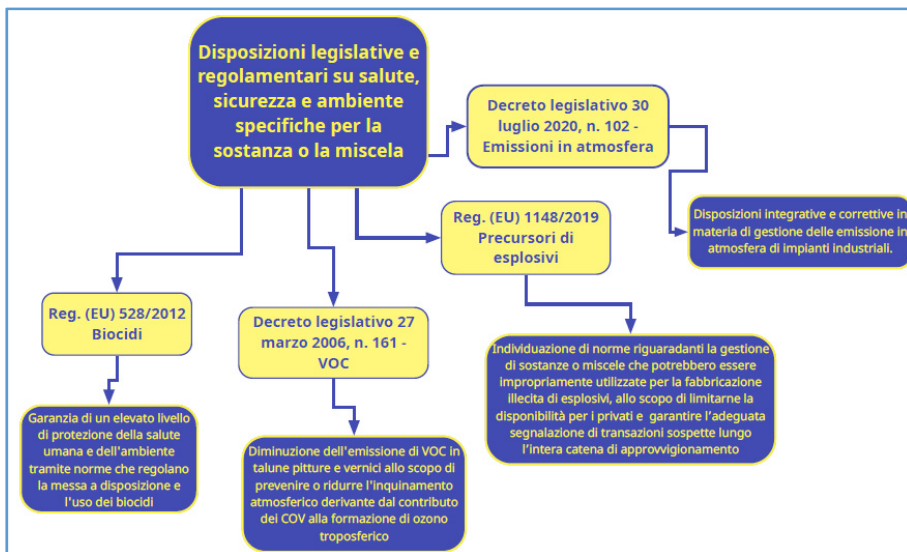 Disposizioni legislative e
regolamentari su salute,
sicurezza e ambiente
specifiche per la
sostanza o la miscela
Decreto legislativo 30
luglio 2020, n. 102 -
Emissioni in atmosfera
Disposizioni integrative e correttive in
materia di gestione delle emissione in
atmosfera di impianti industriali.
Reg. (EU) 1148/2019
Precursori di
esplosivi
Reg. (EU) 528/2012
Biocidi
Decreto legislativo 27
marzo 2006, n. 161 -
VOC
Individuazione di norme riguaradanti la gestione
di sostanze o miscele che potrebbero essere
impropriamente utilizzate per la fabbricazione
illecita di esplosivi, allo scopo di limitarne la
disponibilità per i privati e garantire l'adeguata
segnalazione di transazioni sospette lungo
l'intera catena di approvvigionamento
Garanzia di un elevato livello
di protezione della salute
umana e dell'ambiente
tramite norme che regolano
la messa a disposizione e
l'uso dei biocidi
Diminuzione dell'emissione di VOC in
talune pitture e vernici allo scopo di
prevenire o ridurre l'inquinamento
atmosferico derivante dal contributo
dei COV alla formazione di ozono
troposferico